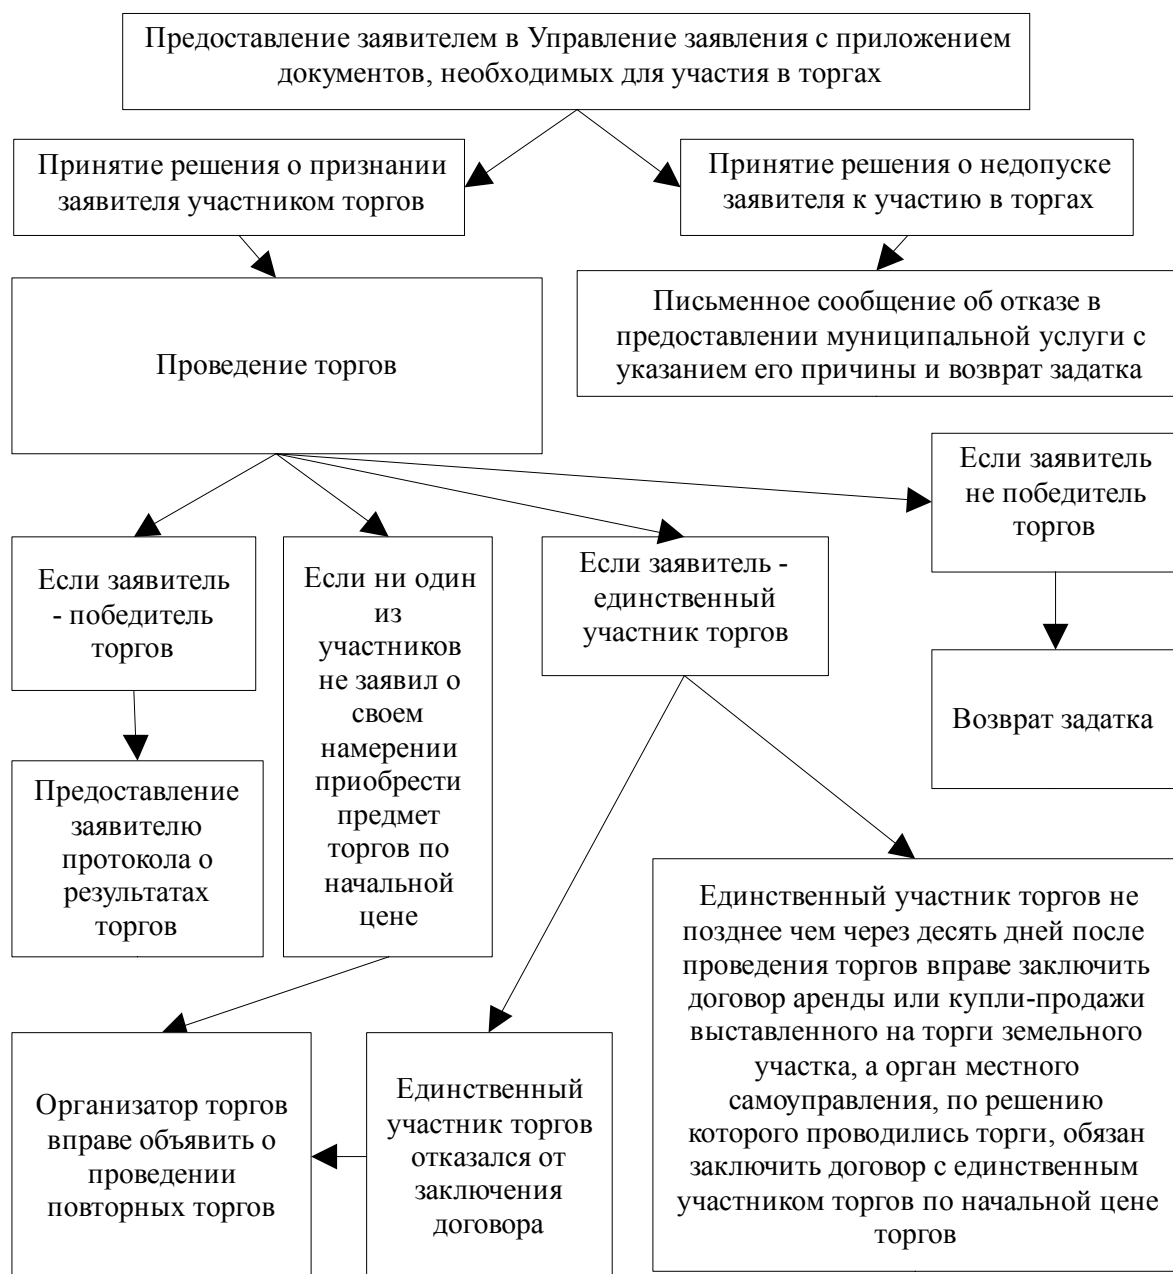 Предоставление заявителем в Управление заявления с приложением
документов, необходимых для участия в торгах
Принятие решения о признании
заявителя участником торгов
Принятие решения о недопуске
заявителя к участию в торгах
Проведение торгов
Письменное сообщение об отказе в
предоставлении муниципальной услуги с
указанием его причины и возврат задатка
Если заявитель
не победитель
торгов
Если заявитель
- победитель
торгов
Если ни один
из
участников
не заявил о
своем
намерении
приобрести
предмет
торгов по
начальной
цене
Если заявитель -
единственный
участник торгов
Возврат задатка
Предоставление
заявителю
протокола о
результатах
торгов
Единственный участник торгов не
позднее чем через десять дней после
проведения торгов вправе заключить
договор аренды или купли-продажи
выставленного на торги земельного
участка, а орган местного
самоуправления, по решению
которого проводились торги, обязан
заключить договор с единственным
участником торгов по начальной цене
торгов
Организатор торгов
вправе объявить о
проведении
повторных торгов
Единственный
участник торгов
отказался от
заключения
договора